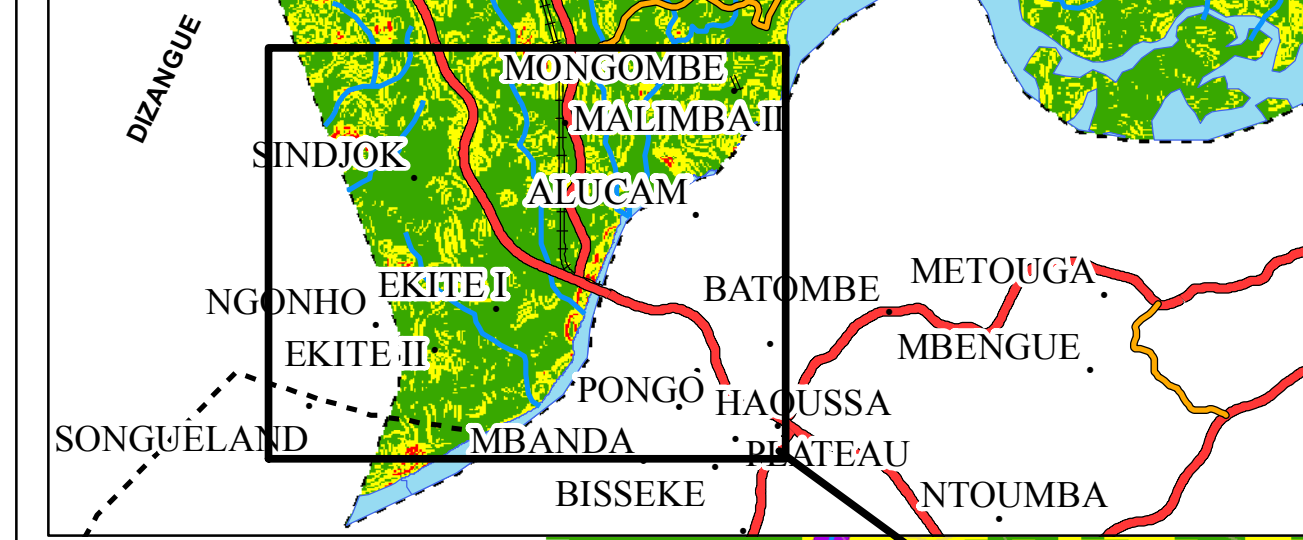 DIZANGUE
MONGOMBE
MALIMBA II
SINDJOK
ALUCAM
METOUGA
EKITE I
BATOMBE
NGONHO
MBENGUE
EKITE II
PONGO
HAOUSSA
SONGUELAND
MBANDA
PLATEAU
BISSEKE
NTOUMBA